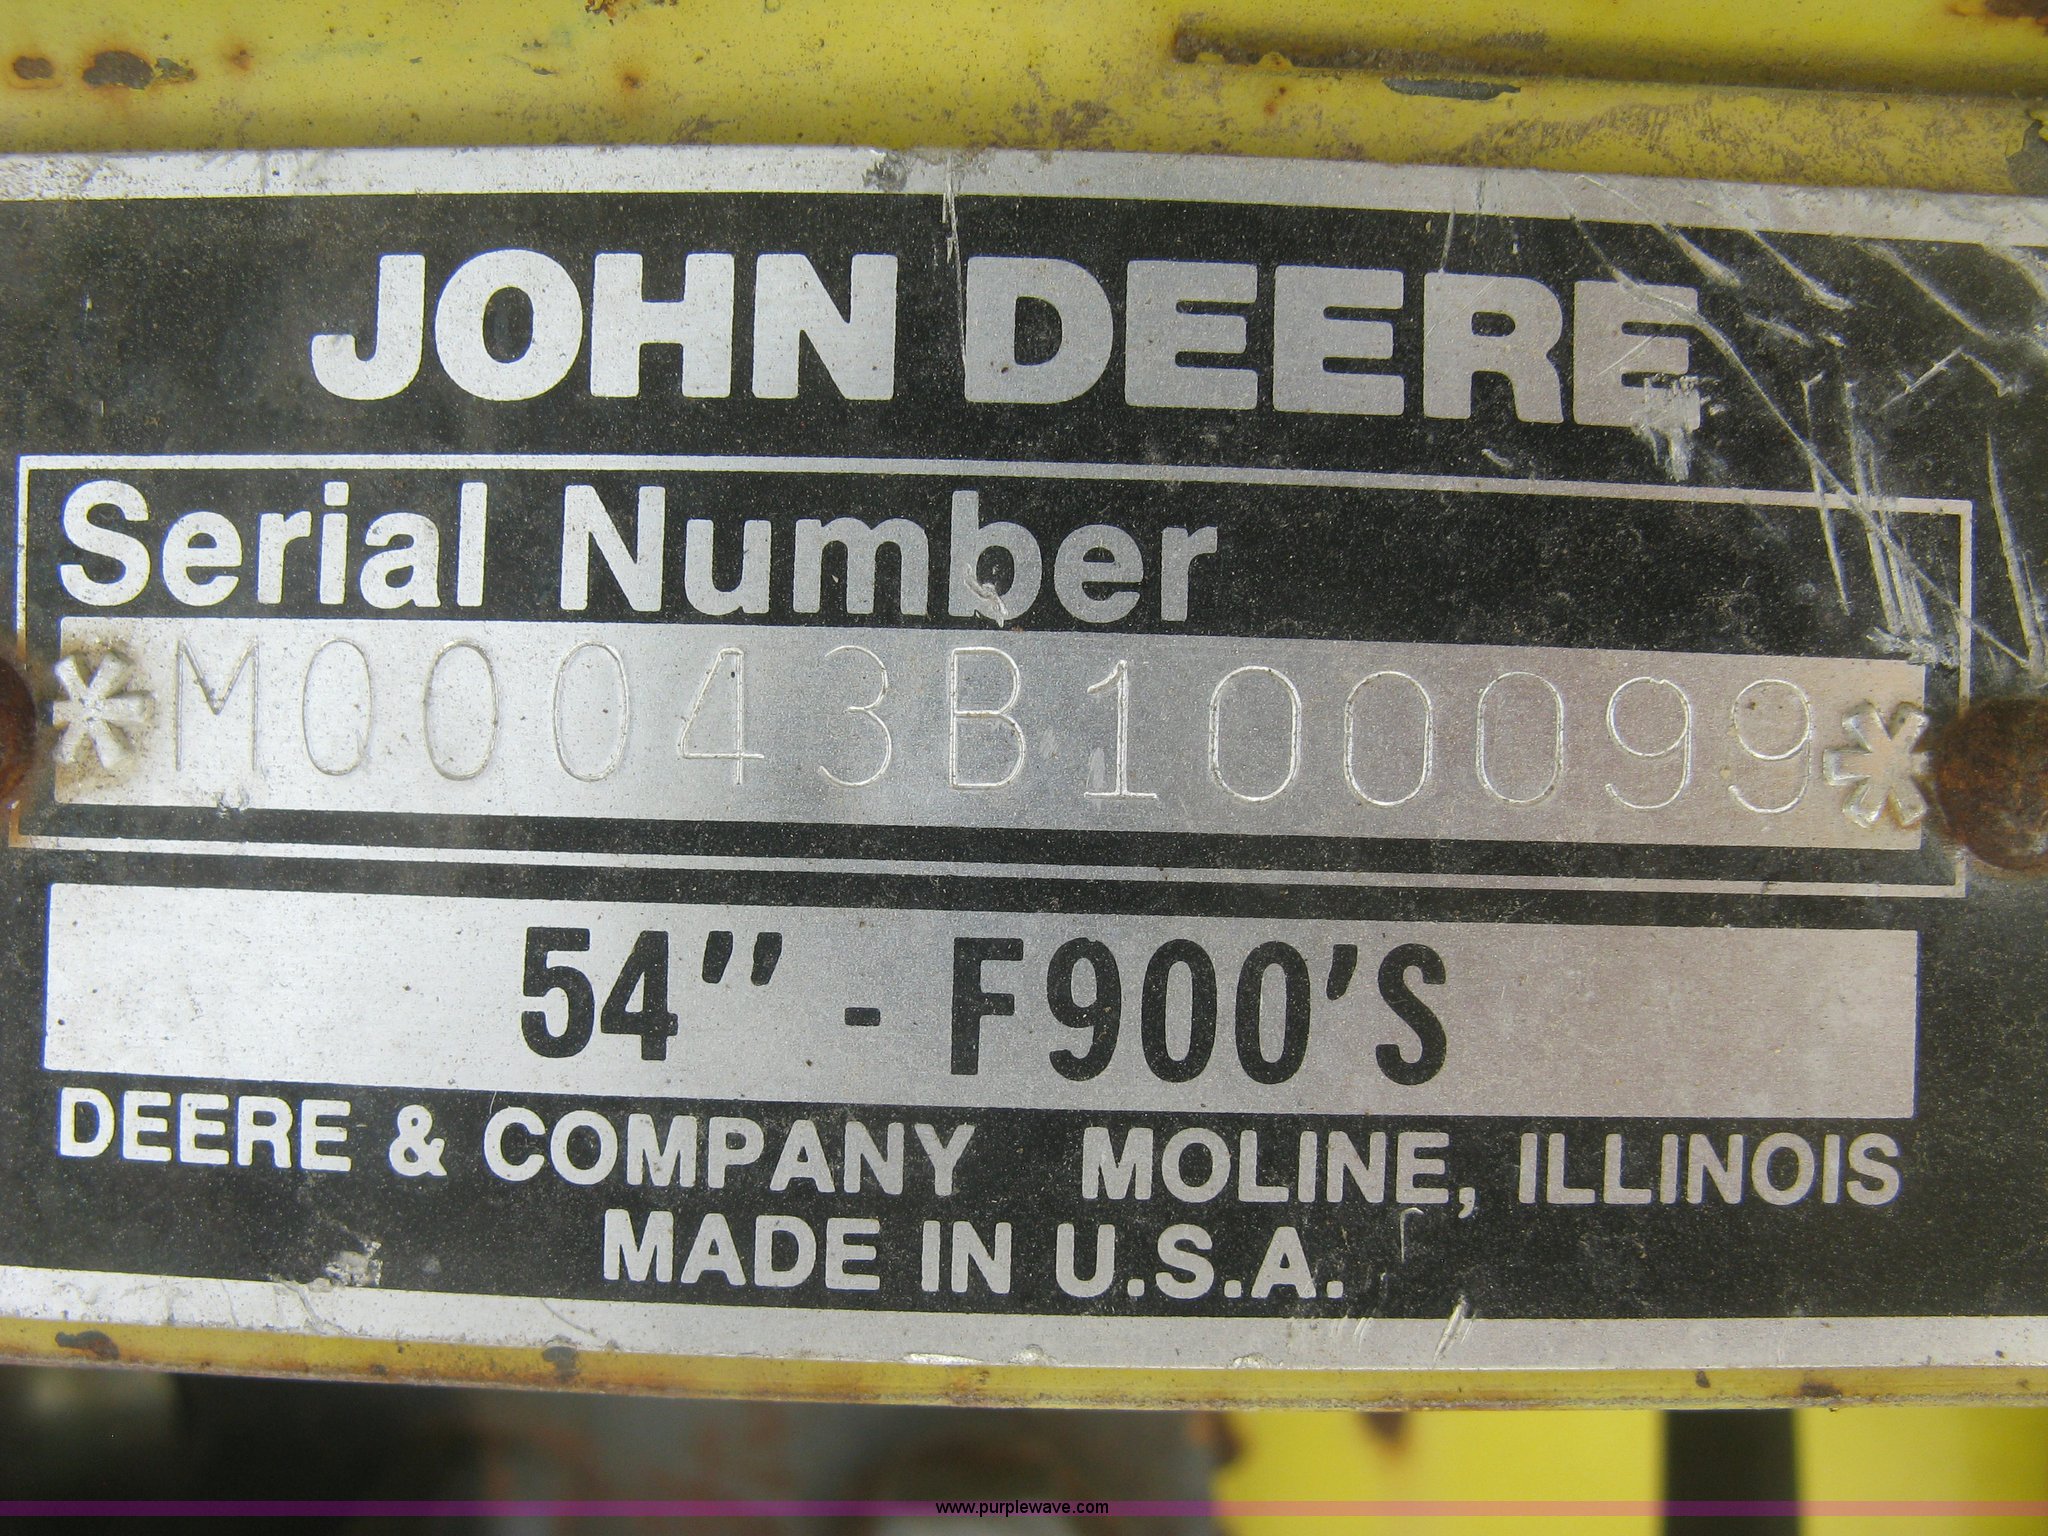 JOHN DEERE
Serial Number
*M00043B100099*
54" - F900'S
DEERE & COMPANY MOLINE, ILLINOIS
MADE IN U.S.A.
www.purplewave.com